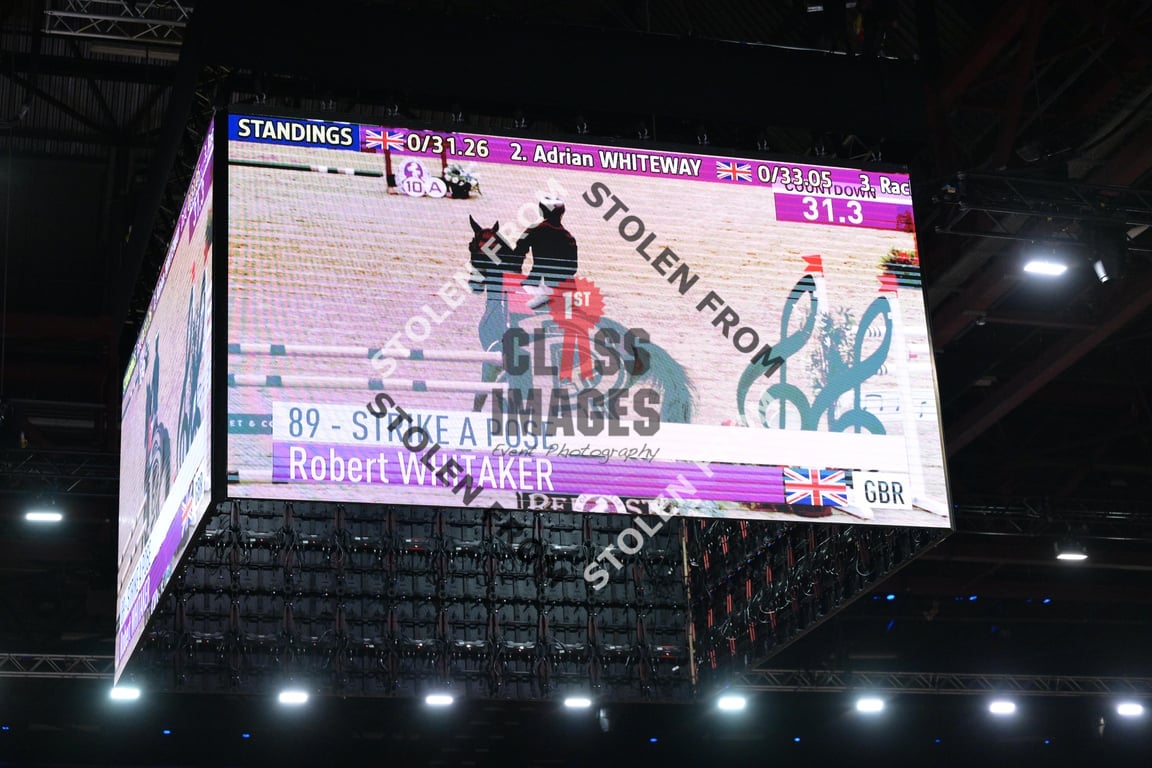 STANDINGS 0/31.26 2. Adrian WHITEWAY 0/33.05 3. Rac
COUNTDOWN
31.3
10 A
STOLEN FROM
STOLEN FROM
1ST
CLASS
'IMAGES
Event Photography
89 - STRIKE A POSE
Robert WHITAKER
GBR
STOLEN FROM
STOLEN FROM